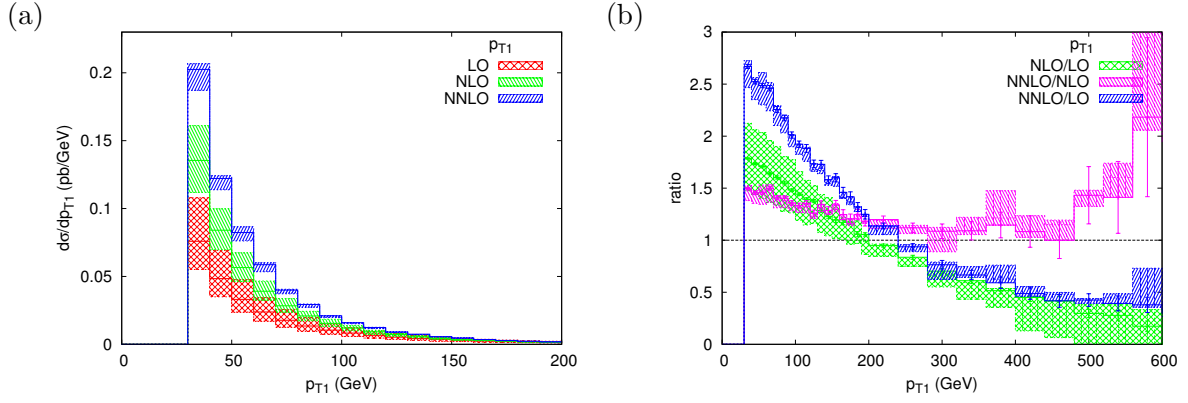 (a)
p_T1
LO
NLO
NNLO
dσ/dp_T1 (pb/GeV)
0.2
0.15
0.1
0.05
0
0 50 100 150 200
p_T1 (GeV)
(b)
p_T1
NLO/LO
NNLO/NLO
NNLO/LO
ratio
3
2.5
2
1.5
1
0.5
0
0 100 200 300 400 500 600
p_T1 (GeV)